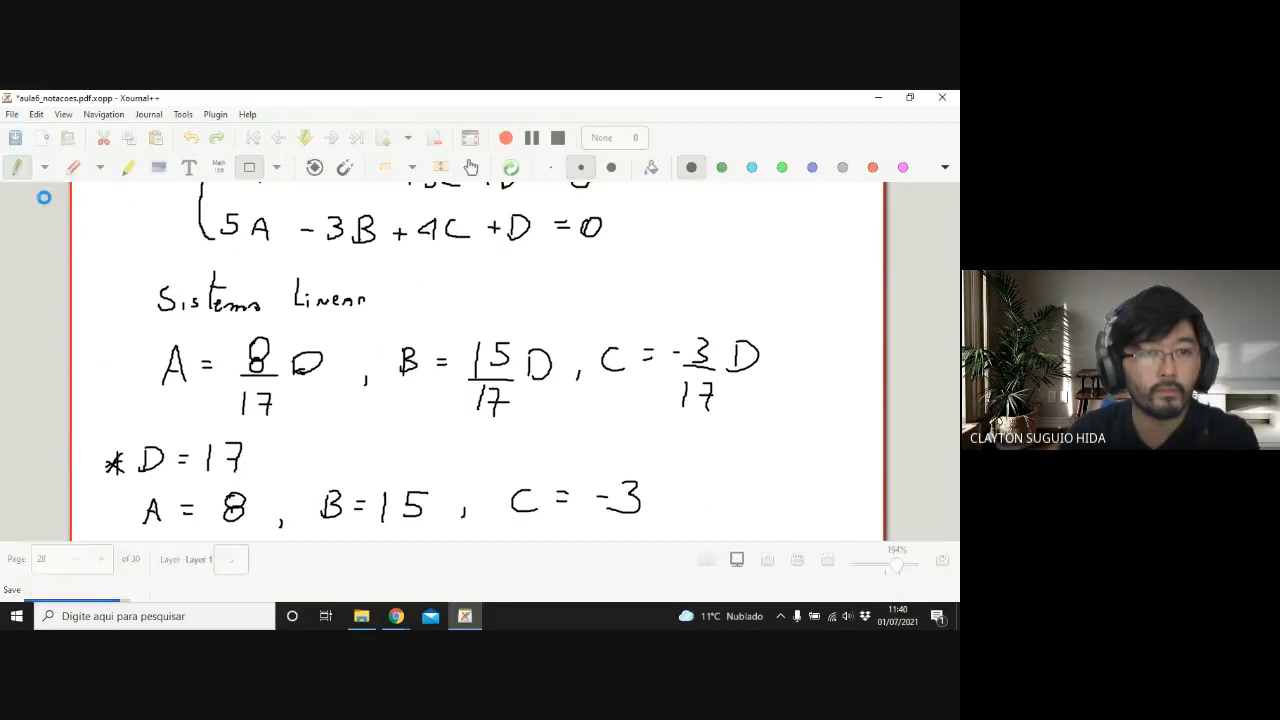 *aula6_notacoes.pdf.xopp - Xournal++
File Edit View Navigation Journal Tools Plugin Help
None 0
5A - 3B + 4C + D = 0
Sistema Linear
A = 8/17 D , B = 15/17 D , C = -3/17 D
* D = 17
A = 8 , B = 15 , C = -3
CLAYTON SUGUIO HIDA
Page 28 of 30 Layer Layer 1 194%
Save
Digite aqui para pesquisar 11°C Nublado 11:40
01/07/2021
1